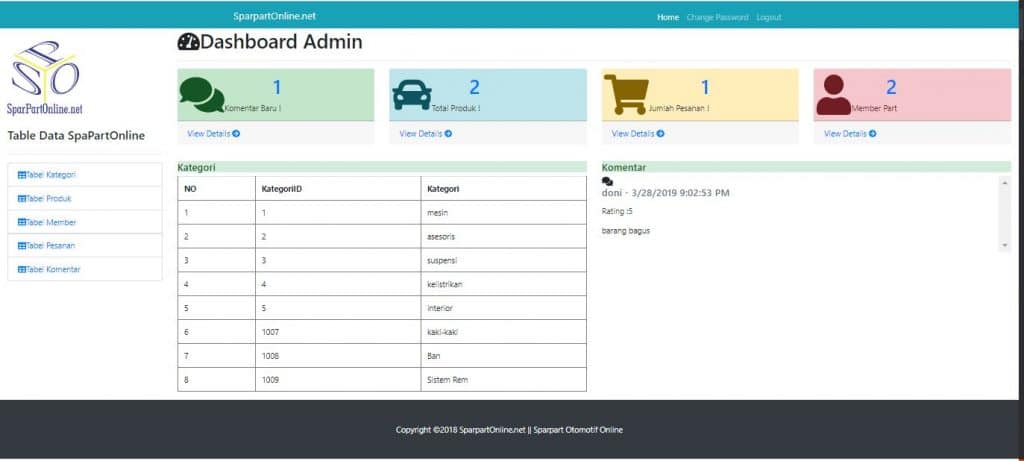 SparpartOnline.net
Home Change Password Logout
SPO
SparPartOnline.net
Table Data SpaPartOnline
Tabel Kategori
Tabel Produk
Tabel Member
Tabel Pesanan
Tabel Komentar
Dashboard Admin
1
Komentar Baru !
View Details
2
Total Produk !
View Details
1
Jumlah Pesanan !
View Details
2
Member Part
View Details
Kategori
NO KategoriID Kategori
1 1 mesin
2 2 asesoris
3 3 suspensi
4 4 kelistrikan
5 5 interior
6 1007 kaki-kaki
7 1008 Ban
8 1009 Sistem Rem
Komentar
doni - 3/28/2019 9:02:53 PM
Rating :5
barang bagus
Copyright ©2018 SparpartOnline.net || Sparpart Otomotif Online